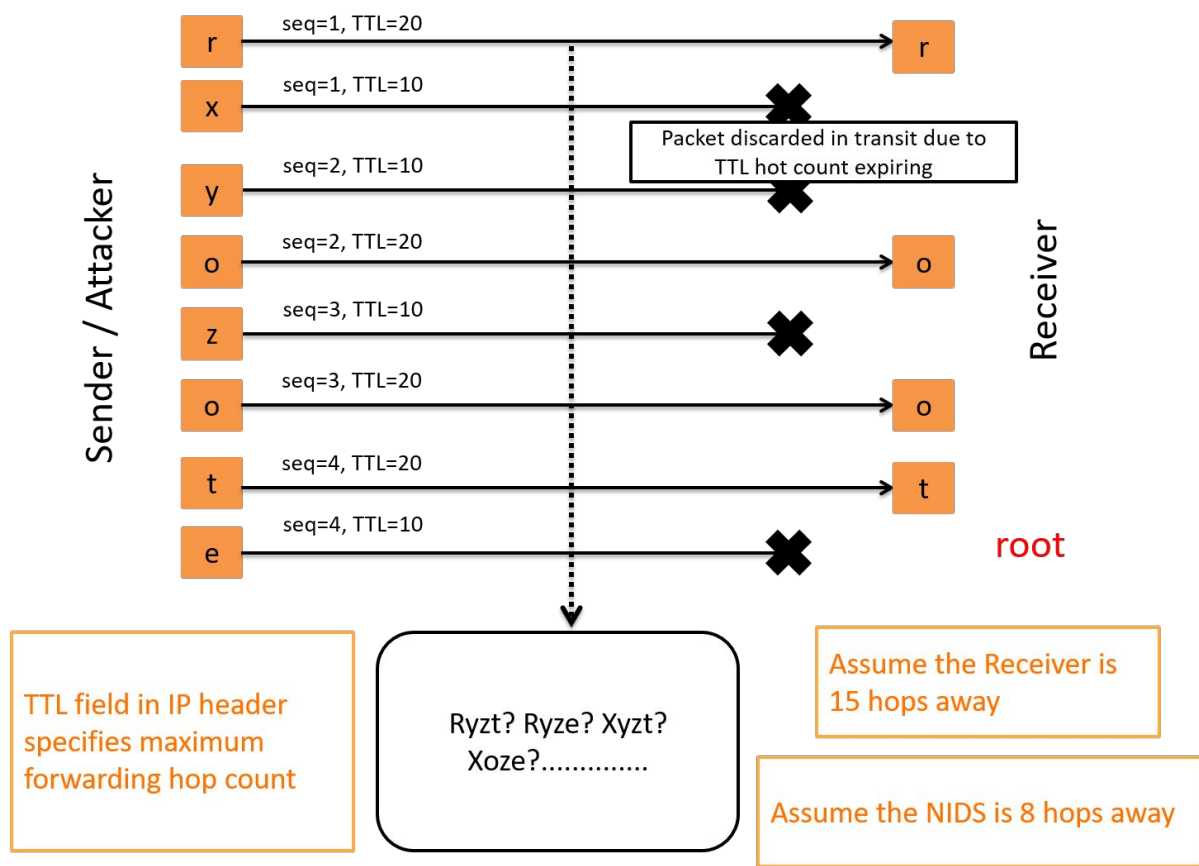 seq=1, TTL=20
r
r
seq=1, TTL=10
x
Packet discarded in transit due to
TTL hot count expiring
seq=2, TTL=10
y
seq=2, TTL=20
o
o
seq=3, TTL=10
z
seq=3, TTL=20
o
o
seq=4, TTL=20
t
t
seq=4, TTL=10
e
root
Sender / Attacker
Receiver
TTL field in IP header
specifies maximum
forwarding hop count
Ryzt? Ryze? Xyzt?
Xoze?..............
Assume the Receiver is
15 hops away
Assume the NIDS is 8 hops away